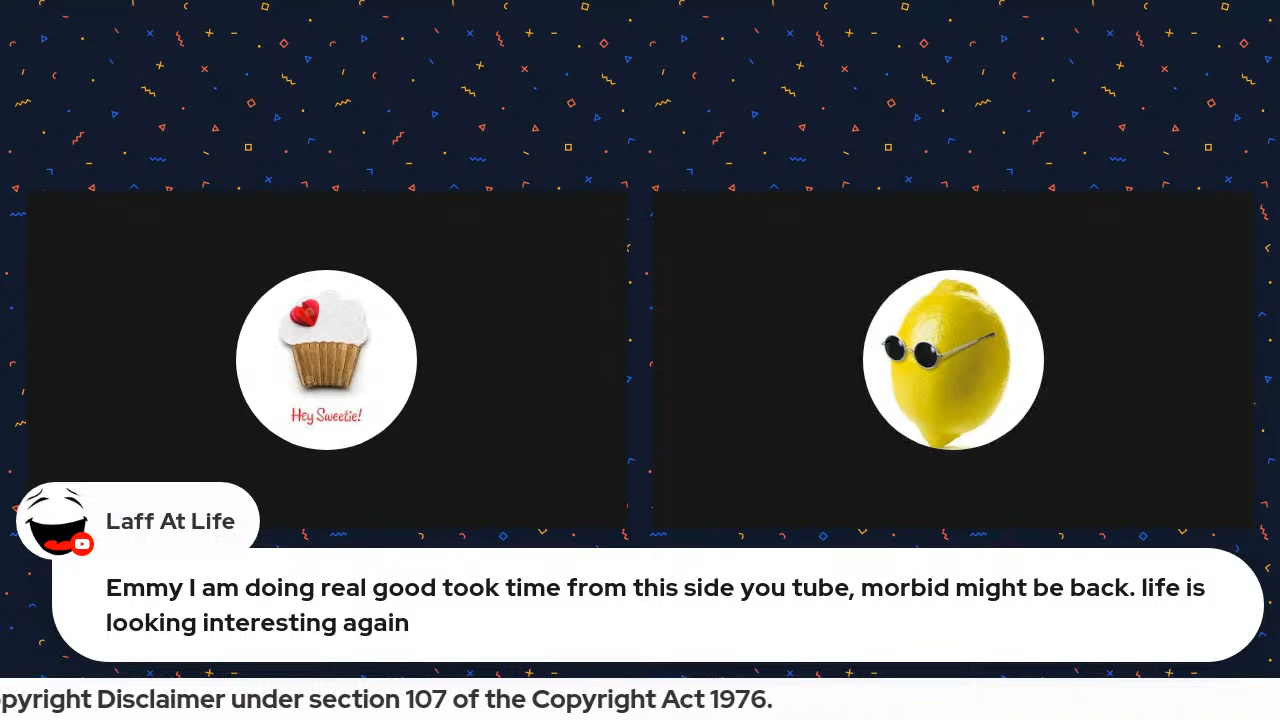 Hey Sweetie!
Laff At Life
Emmy I am doing real good took time from this side you tube, morbid might be back. life is
looking interesting again
pyright Disclaimer under section 107 of the Copyright Act 1976.